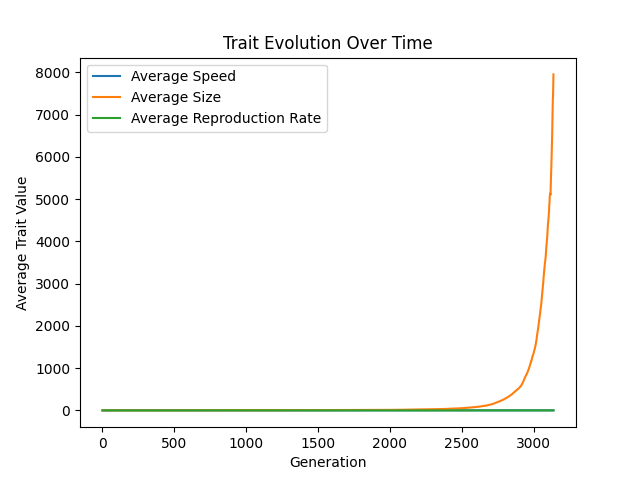 Trait Evolution Over Time
Average Speed
Average Size
Average Reproduction Rate
8000
7000
6000
5000
4000
3000
2000
1000
0
Average Trait Value
0 500 1000 1500 2000 2500 3000
Generation